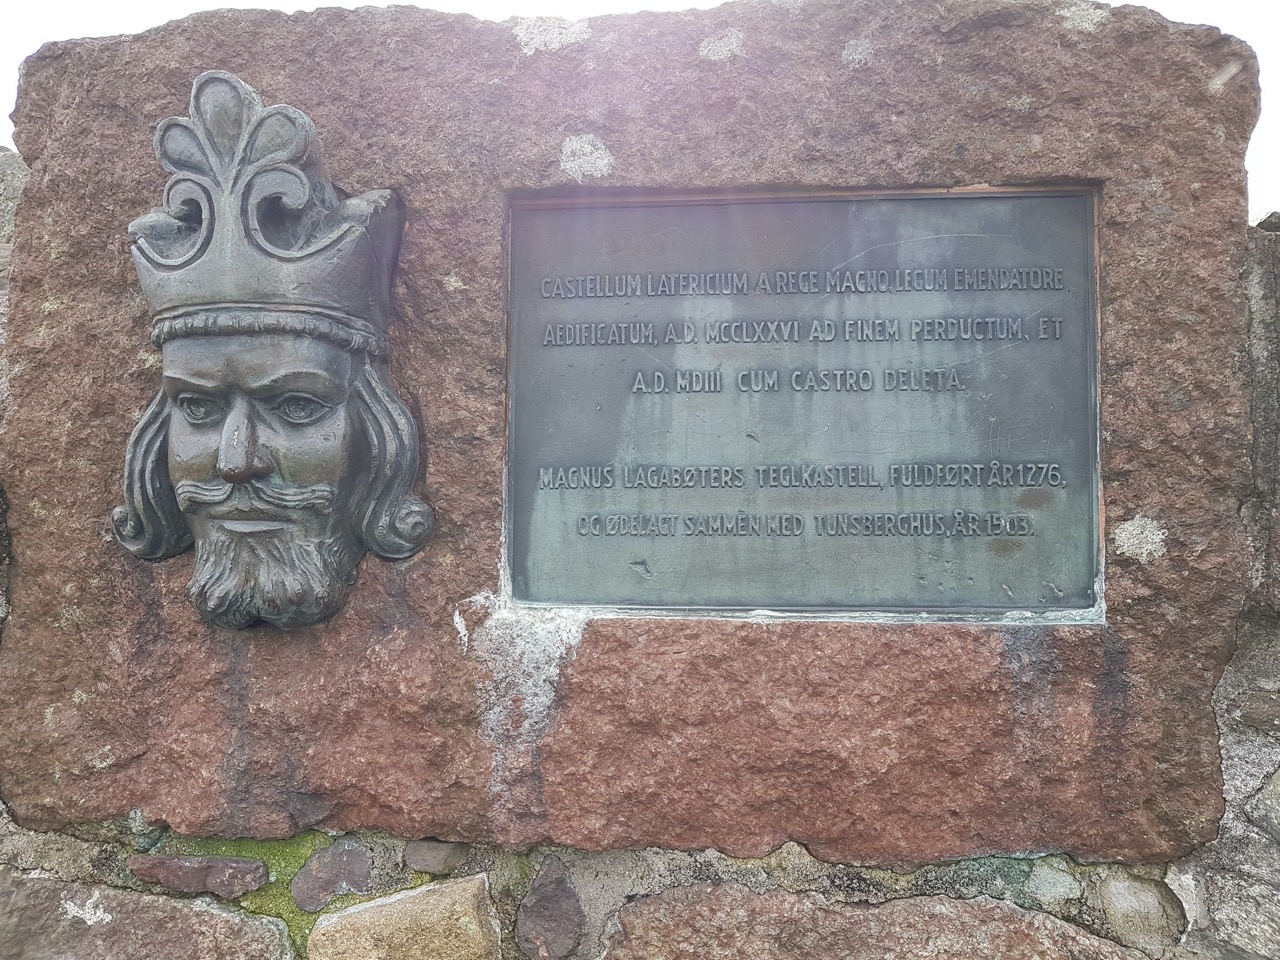 CASTELLUM LATERICIUM, A REGE MAGNO, LEGUM EMENDATORE
AEDIFICATUM, A.D. MCCLXXVI AD FINEM PERDUCTUM, ET
A.D. MDIII CUM CASTRO DELETA.
MAGNUS LAGABØTERS TEGLKASTELL, FULDFØRT ÅR 1276,
OG ØDELAGT SAMMEN MED TUNSBERGHUS, ÅR 1503.